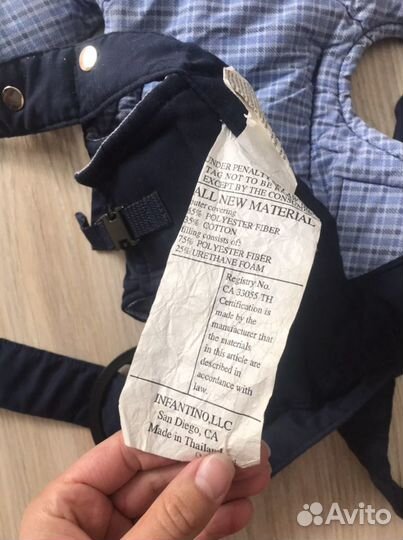 UNDER PENALTY
TAG NOT TO BE
EXCEPT BY THE
ALL NEW MATERIAL
outer covering
65% POLYESTER FIBER
35% COTTON
filling consists of:
75% POLYESTER FIBER
25% URETHANE FOAM
Registry No.
CA 33055/TH
Certification is
made by the
manufacturer that
the materials
in this article are
described in
accordance with
law.
INFANTINO,LLC
San Diego, CA
Made in Thailand
Avito